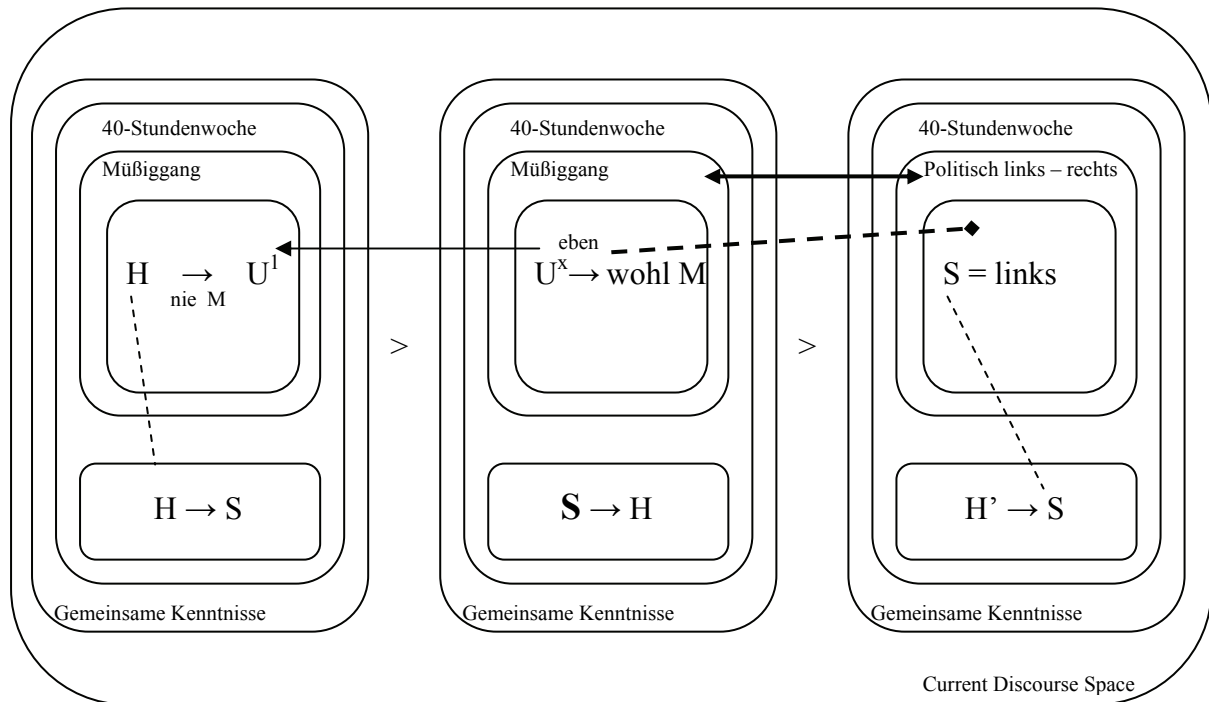 40-Stundenwoche
Müßiggang
H → U¹
nie M
H → S
Gemeinsame Kenntnisse
>
40-Stundenwoche
Müßiggang
eben
Uˣ → wohl M
S → H
Gemeinsame Kenntnisse
>
40-Stundenwoche
Politisch links – rechts
S = links
H’ → S
Gemeinsame Kenntnisse
Current Discourse Space